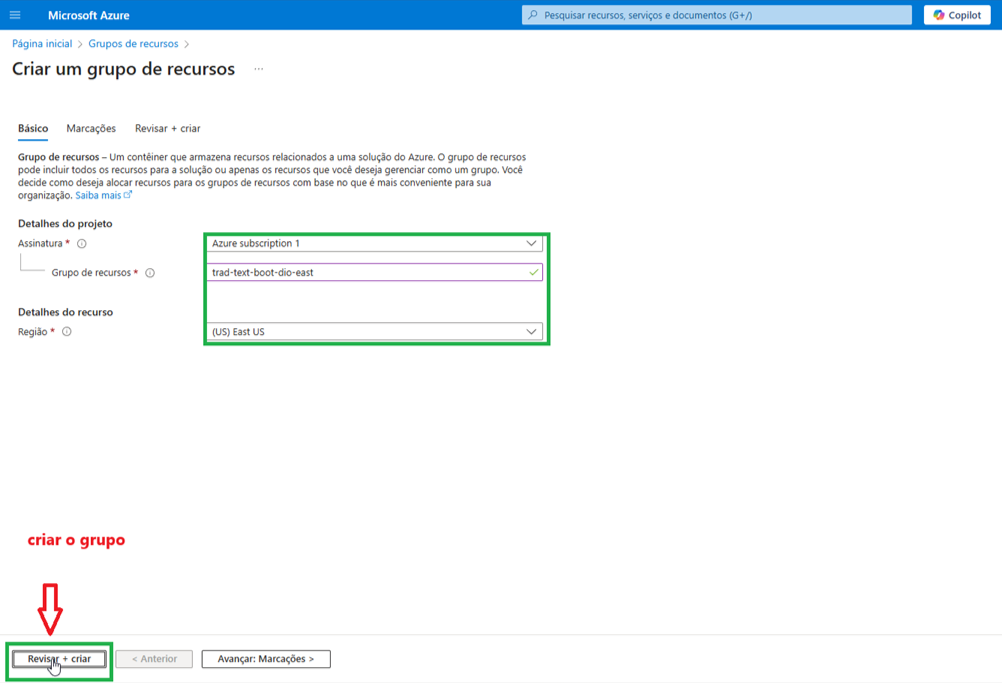 Microsoft Azure
Pesquisar recursos, serviços e documentos (G+/)
Copilot
Página inicial > Grupos de recursos >
Criar um grupo de recursos ...
Básico Marcações Revisar + criar
Grupo de recursos – Um contêiner que armazena recursos relacionados a uma solução do Azure. O grupo de recursos
pode incluir todos os recursos para a solução ou apenas os recursos que você deseja gerenciar como um grupo. Você
decide como deseja alocar recursos para os grupos de recursos com base no que é mais conveniente para sua
organização. Saiba mais
Detalhes do projeto
Assinatura * Azure subscription 1
Grupo de recursos * trad-text-boot-dio-east
Detalhes do recurso
Região * (US) East US
criar o grupo
Revisar + criar < Anterior Avançar: Marcações >